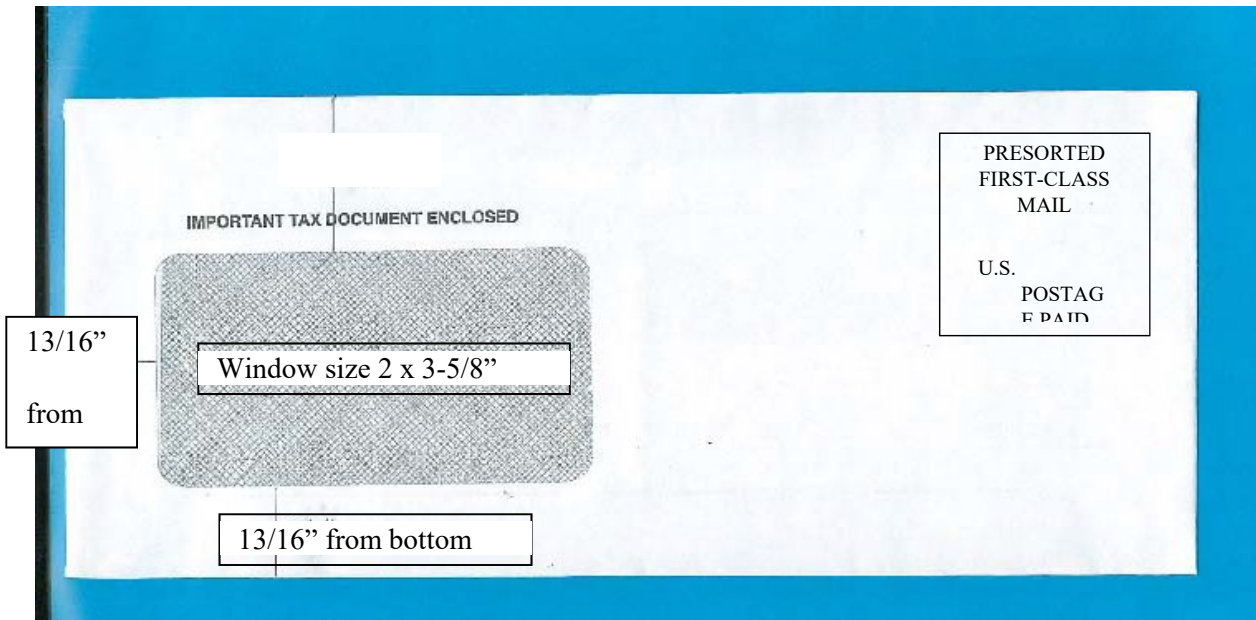 PRESORTED
FIRST-CLASS
MAIL
IMPORTANT TAX DOCUMENT ENCLOSED
U.S.
POSTAG
E PAID
13/16”
from
Window size 2 x 3-5/8”
13/16” from bottom